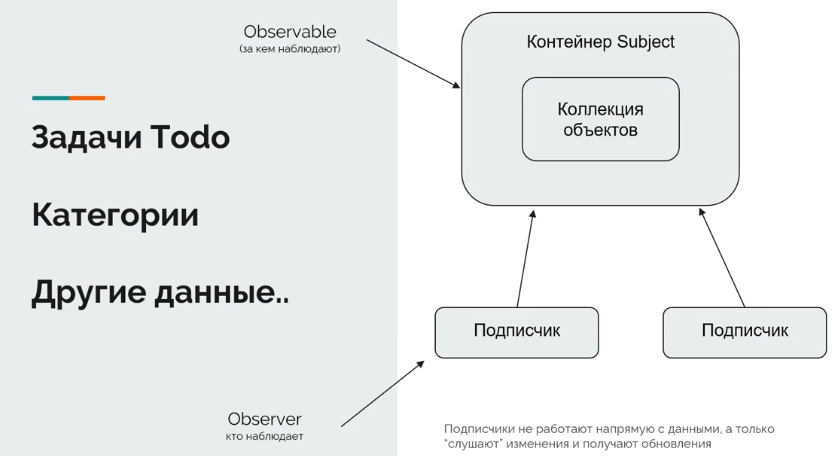 Observable
(за кем наблюдают)
Контейнер Subject
Коллекция
объектов
Задачи Todo
Категории
Другие данные..
Подписчик
Подписчик
Observer
кто наблюдает
Подписчики не работают напрямую с данными, а только
“слушают” изменения и получают обновления